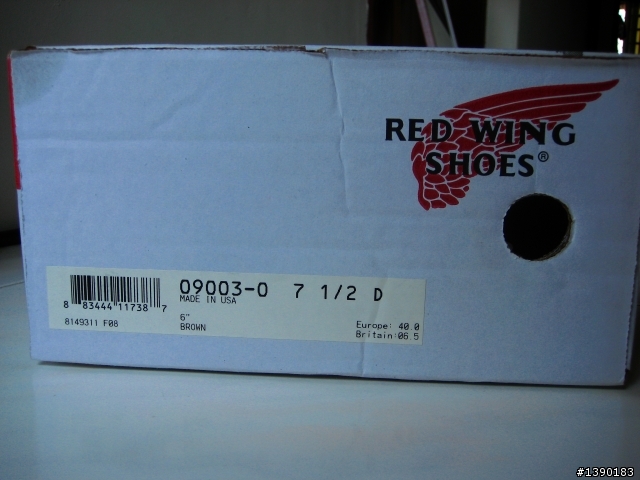 RED WING
SHOES®
09003-0 7 1/2 D
MADE IN USA
8 83444 11738 7
6"
8149311 F08
BROWN
Europe: 40.0
Britain:06.5
#1390183